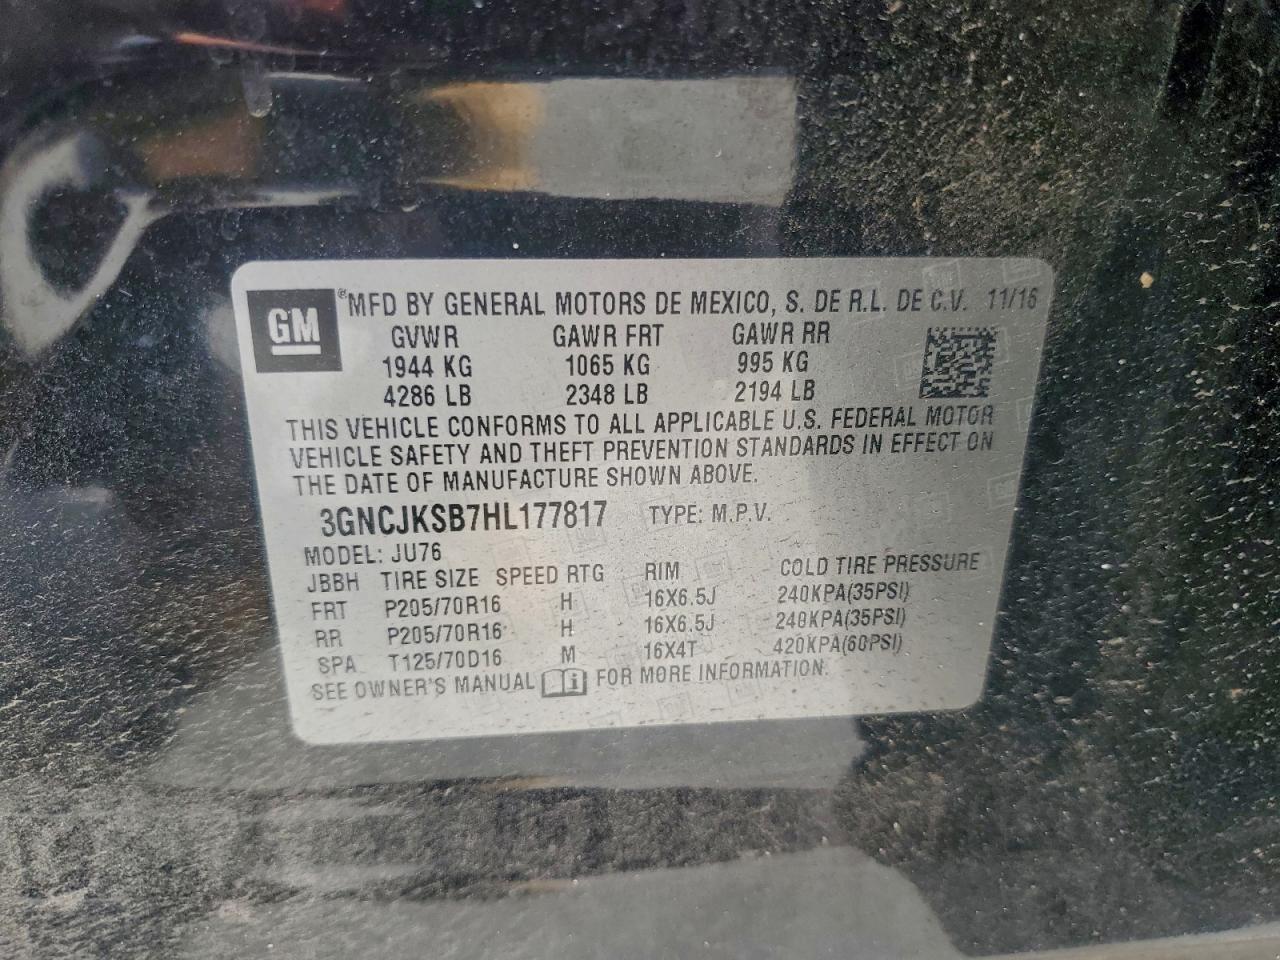 GM ®MFD BY GENERAL MOTORS DE MEXICO, S. DE R.L. DE C.V. 11/16
GVWR GAWR FRT GAWR RR
1944 KG 1065 KG 995 KG
4286 LB 2348 LB 2194 LB
THIS VEHICLE CONFORMS TO ALL APPLICABLE U.S. FEDERAL MOTOR
VEHICLE SAFETY AND THEFT PREVENTION STANDARDS IN EFFECT ON
THE DATE OF MANUFACTURE SHOWN ABOVE.
3GNCJKSB7HL177817 TYPE: M.P.V.
MODEL: JU76
JBBH TIRE SIZE SPEED RTG RIM COLD TIRE PRESSURE
FRT P205/70R16 H 16X6.5J 240KPA(35PSI)
RR P205/70R16 H 16X6.5J 240KPA(35PSI)
SPA T125/70D16 M 16X4T 420KPA(60PSI)
SEE OWNER'S MANUAL FOR MORE INFORMATION.